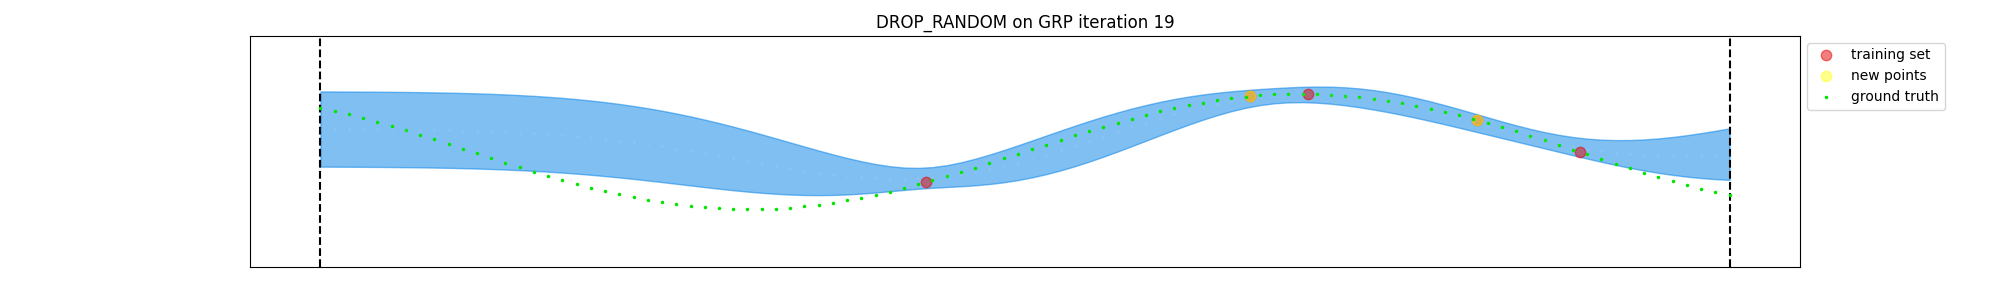 DROP_RANDOM on GRP iteration 19
training set
new points
ground truth